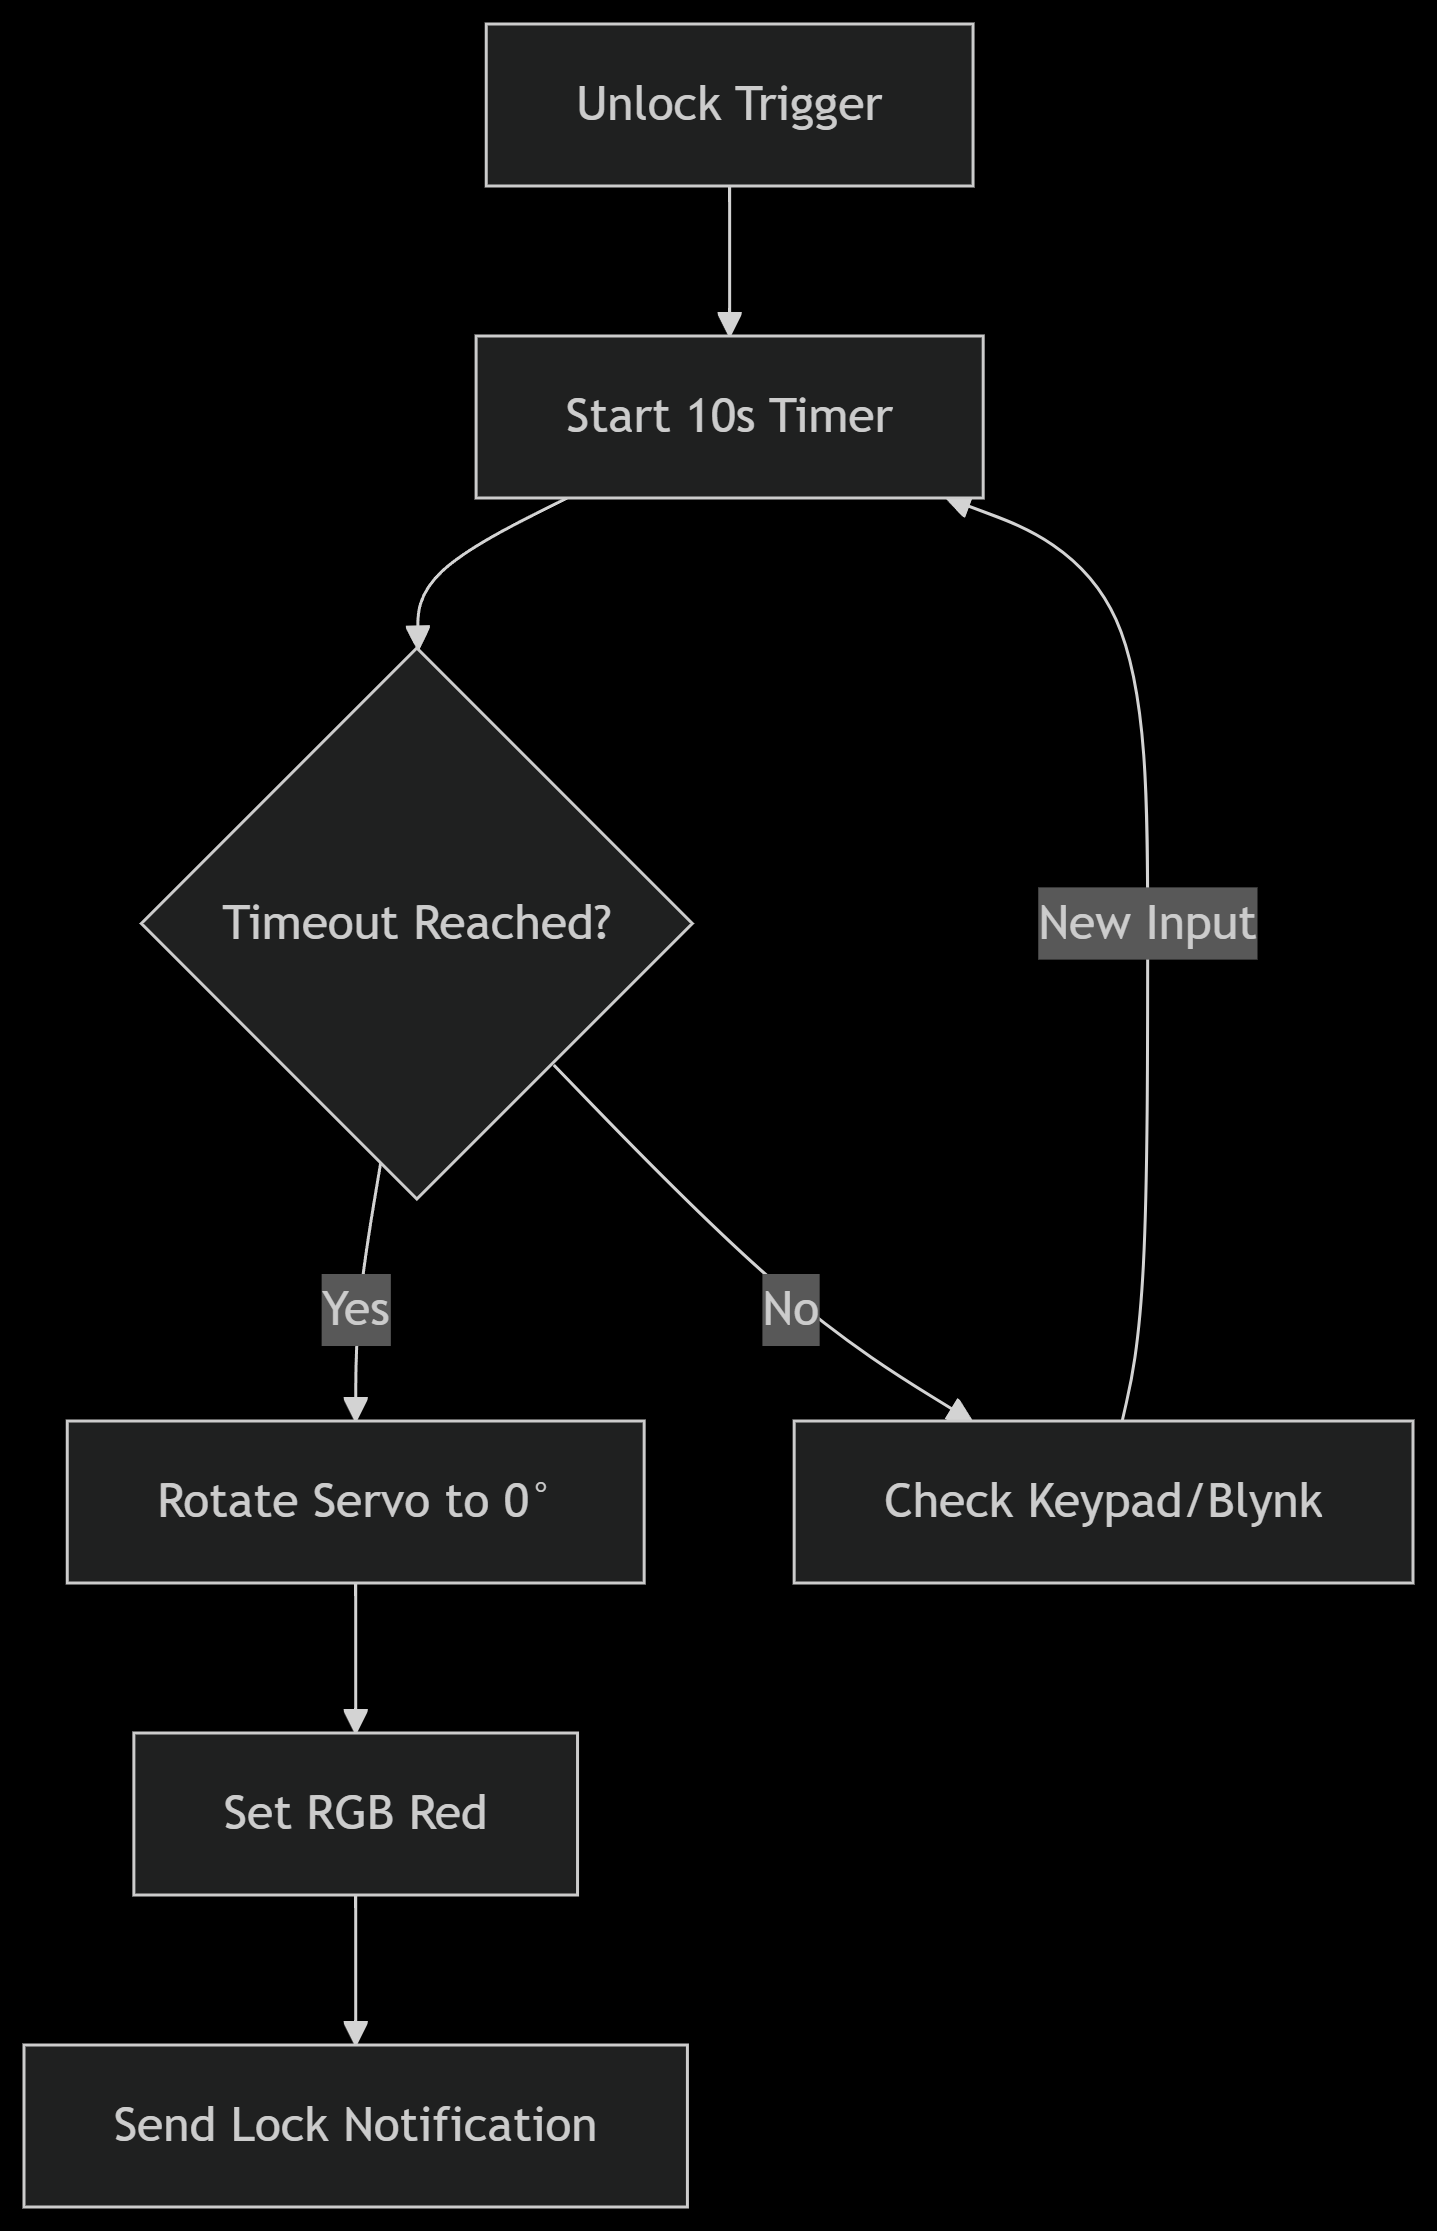 Unlock Trigger
Start 10s Timer
Timeout Reached?
New Input
Yes
No
Rotate Servo to 0°
Check Keypad/Blynk
Set RGB Red
Send Lock Notification